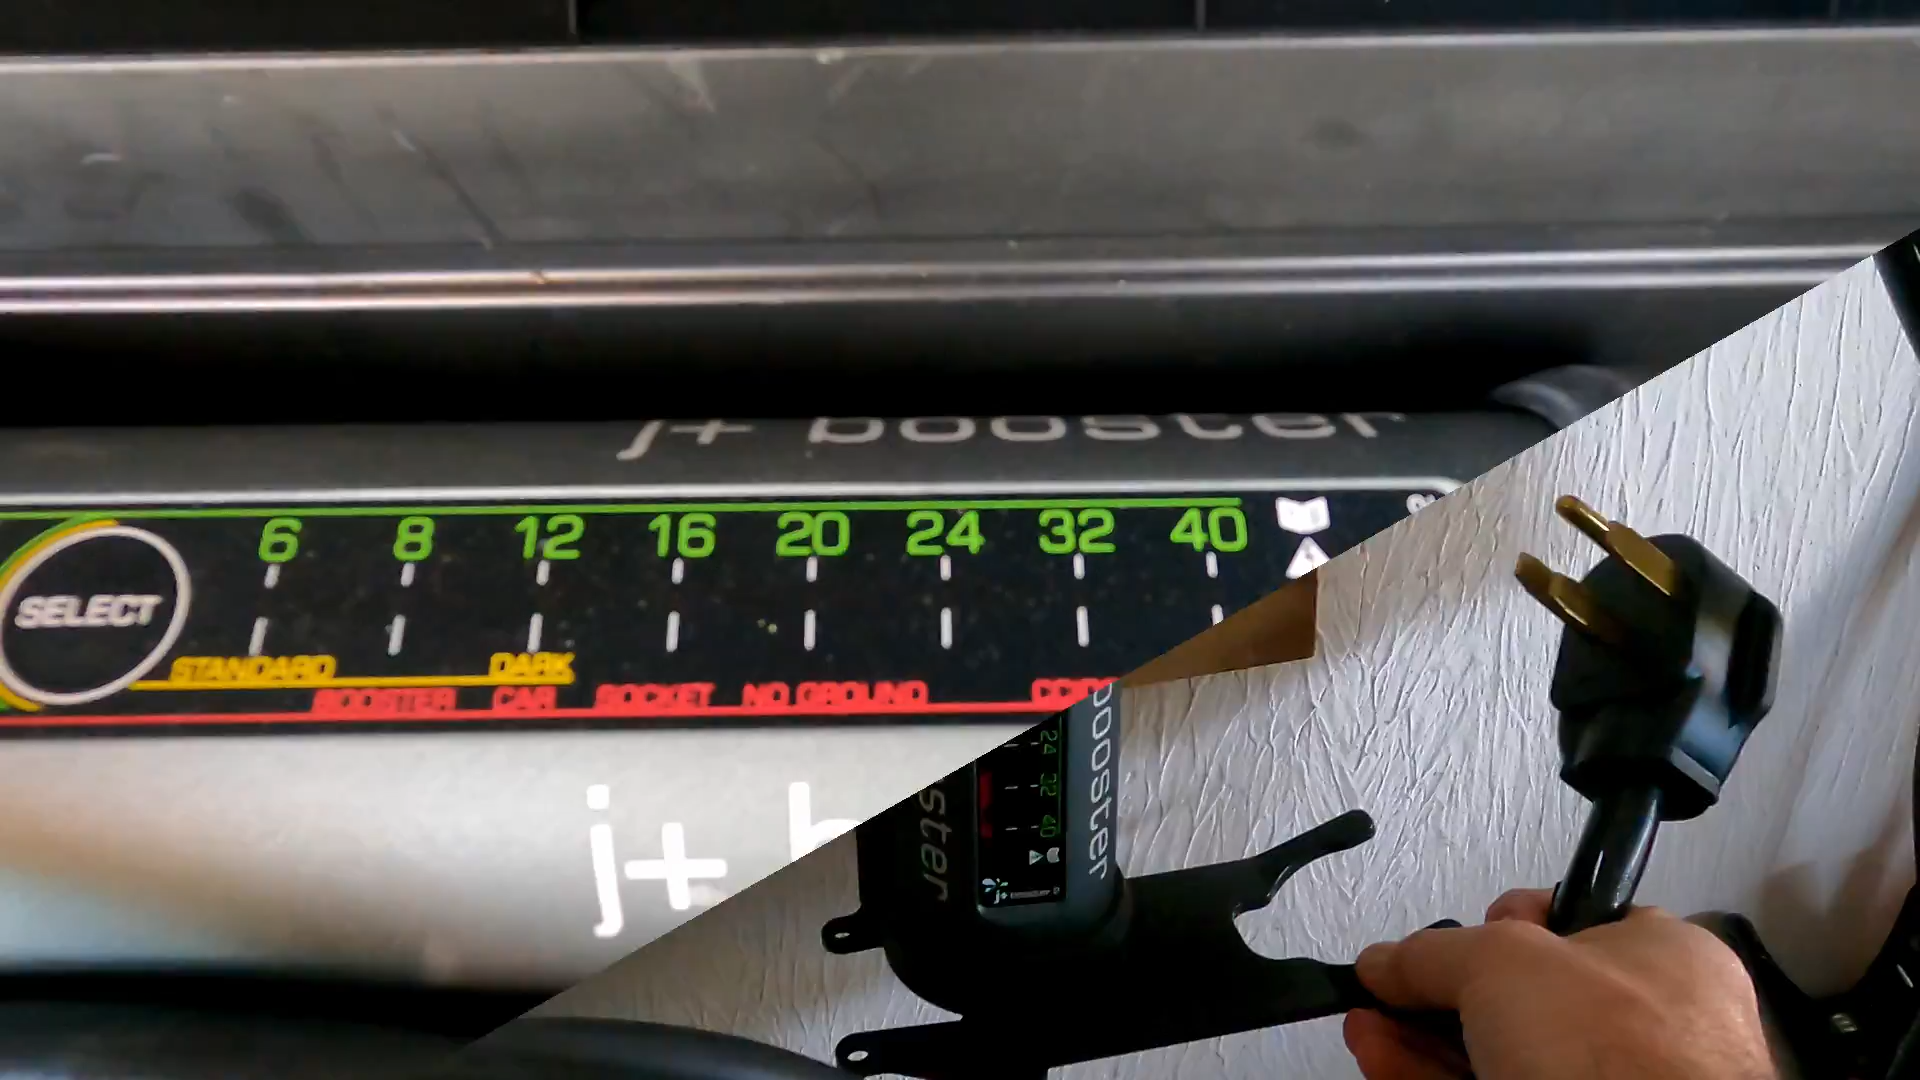 j+ booster
6 8 12 16 20 24 32 40
SELECT
STANDARD DARK
BOOSTER CAR SOCKET NO GROUND
j+ b
booster
24 32 40
ster
j+ booster